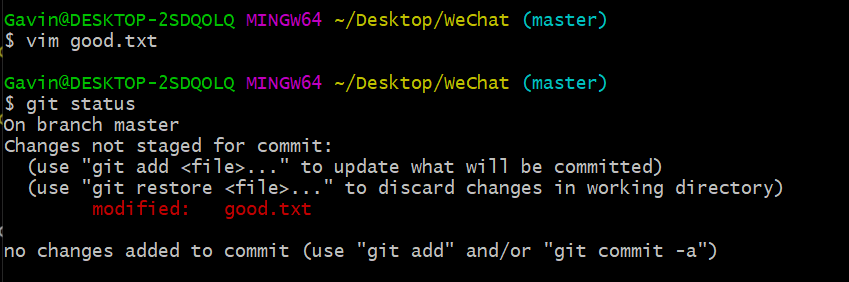 Gavin@DESKTOP-2SDQOLQ MINGW64 ~/Desktop/WeChat (master)
$ vim good.txt
Gavin@DESKTOP-2SDQOLQ MINGW64 ~/Desktop/WeChat (master)
$ git status
On branch master
Changes not staged for commit:
  (use "git add <file>..." to update what will be committed)
  (use "git restore <file>..." to discard changes in working directory)
        modified:   good.txt
no changes added to commit (use "git add" and/or "git commit -a")